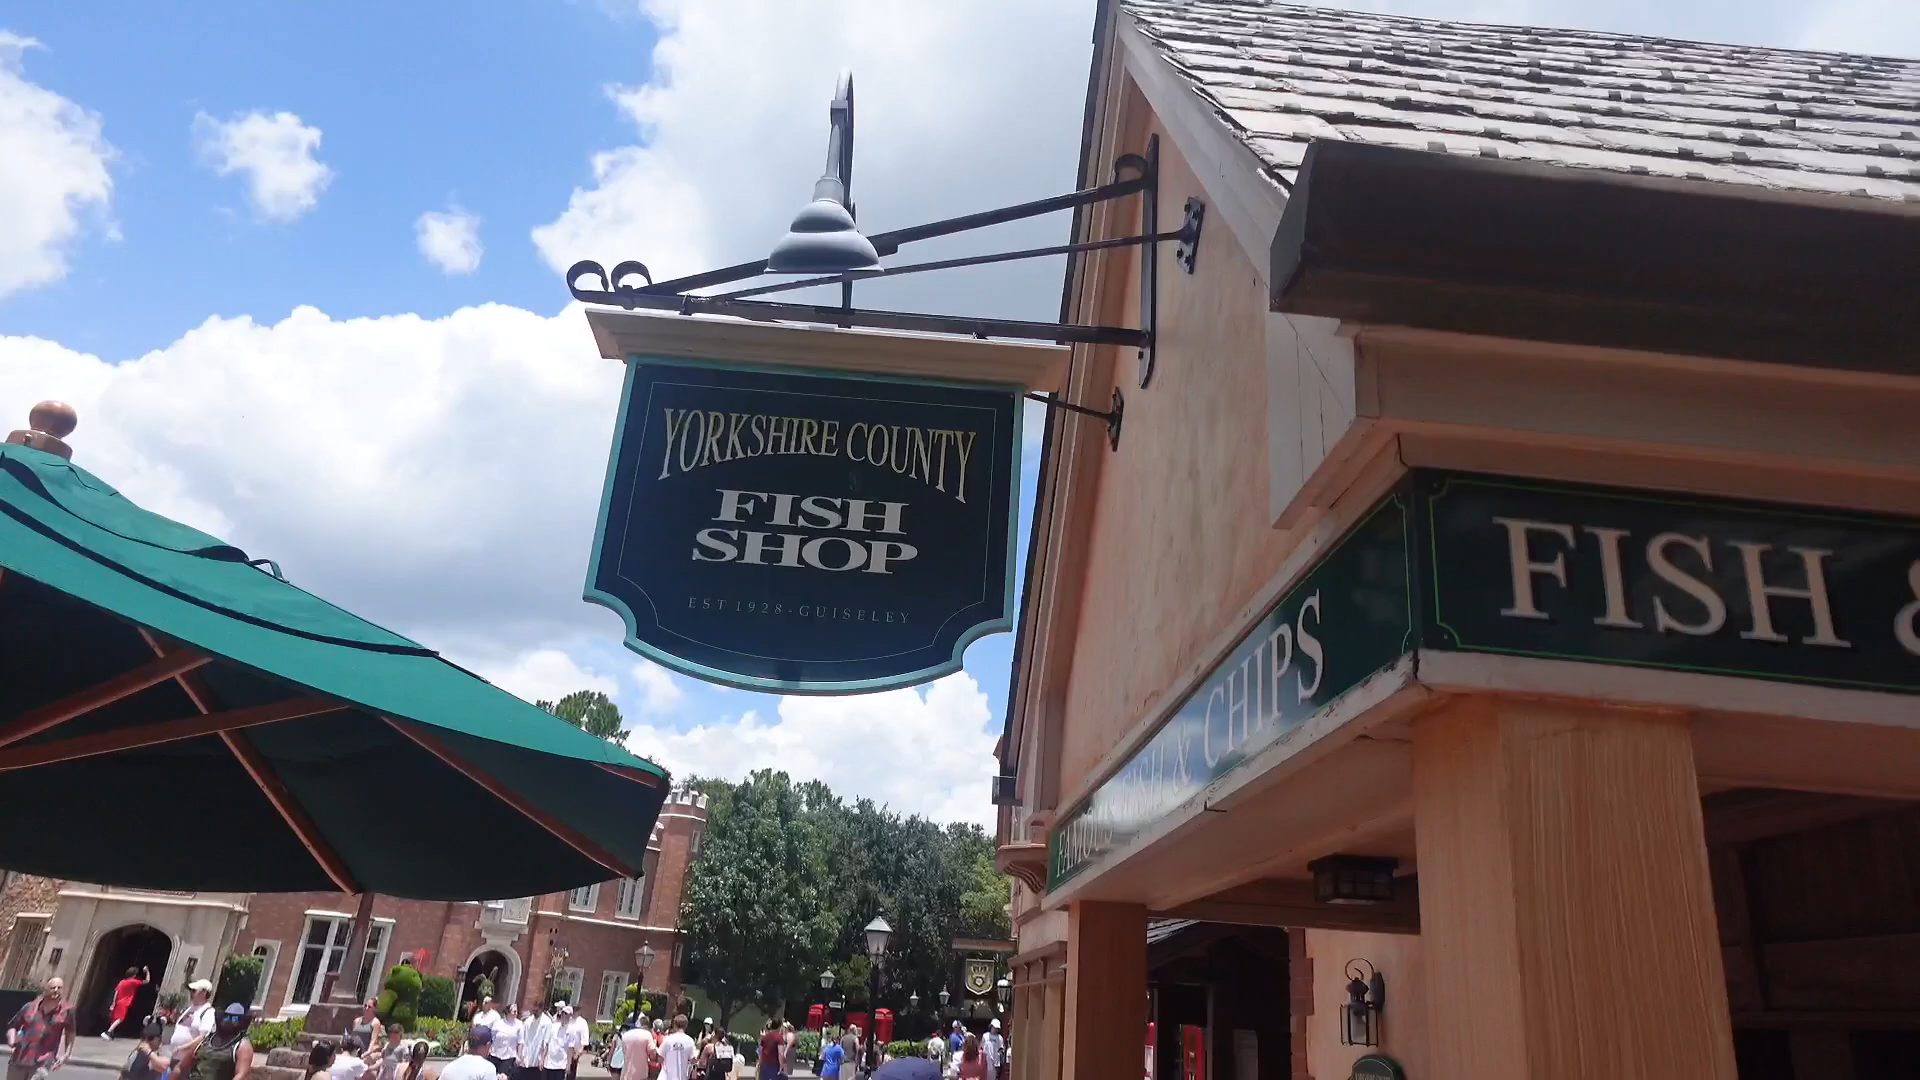 YORKSHIRE COUNTY
FISH
SHOP
EST 1928-GUISELEY
FAMOUS FISH & CHIPS
FISH &